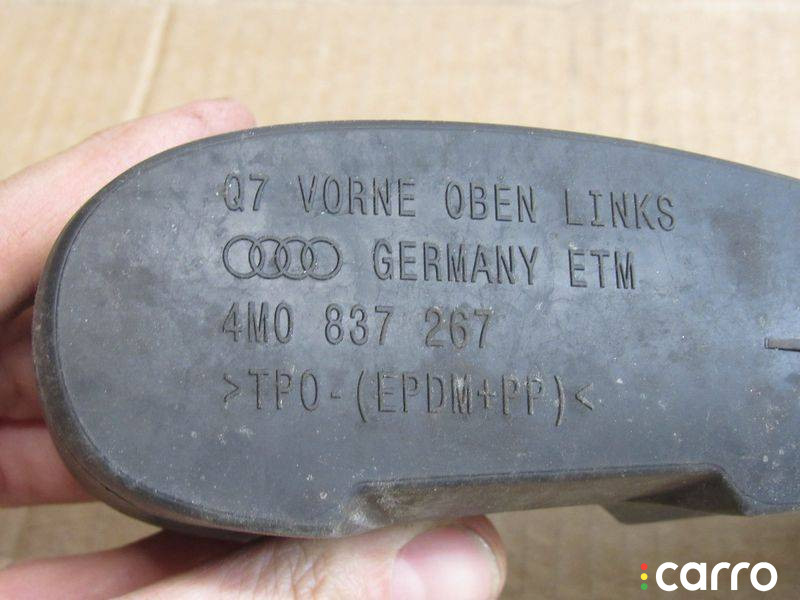 Q7 VORNE OBEN LINKS
GERMANY ETM
4M0 837 267
>TPO-(EPDM+PP)<
carro